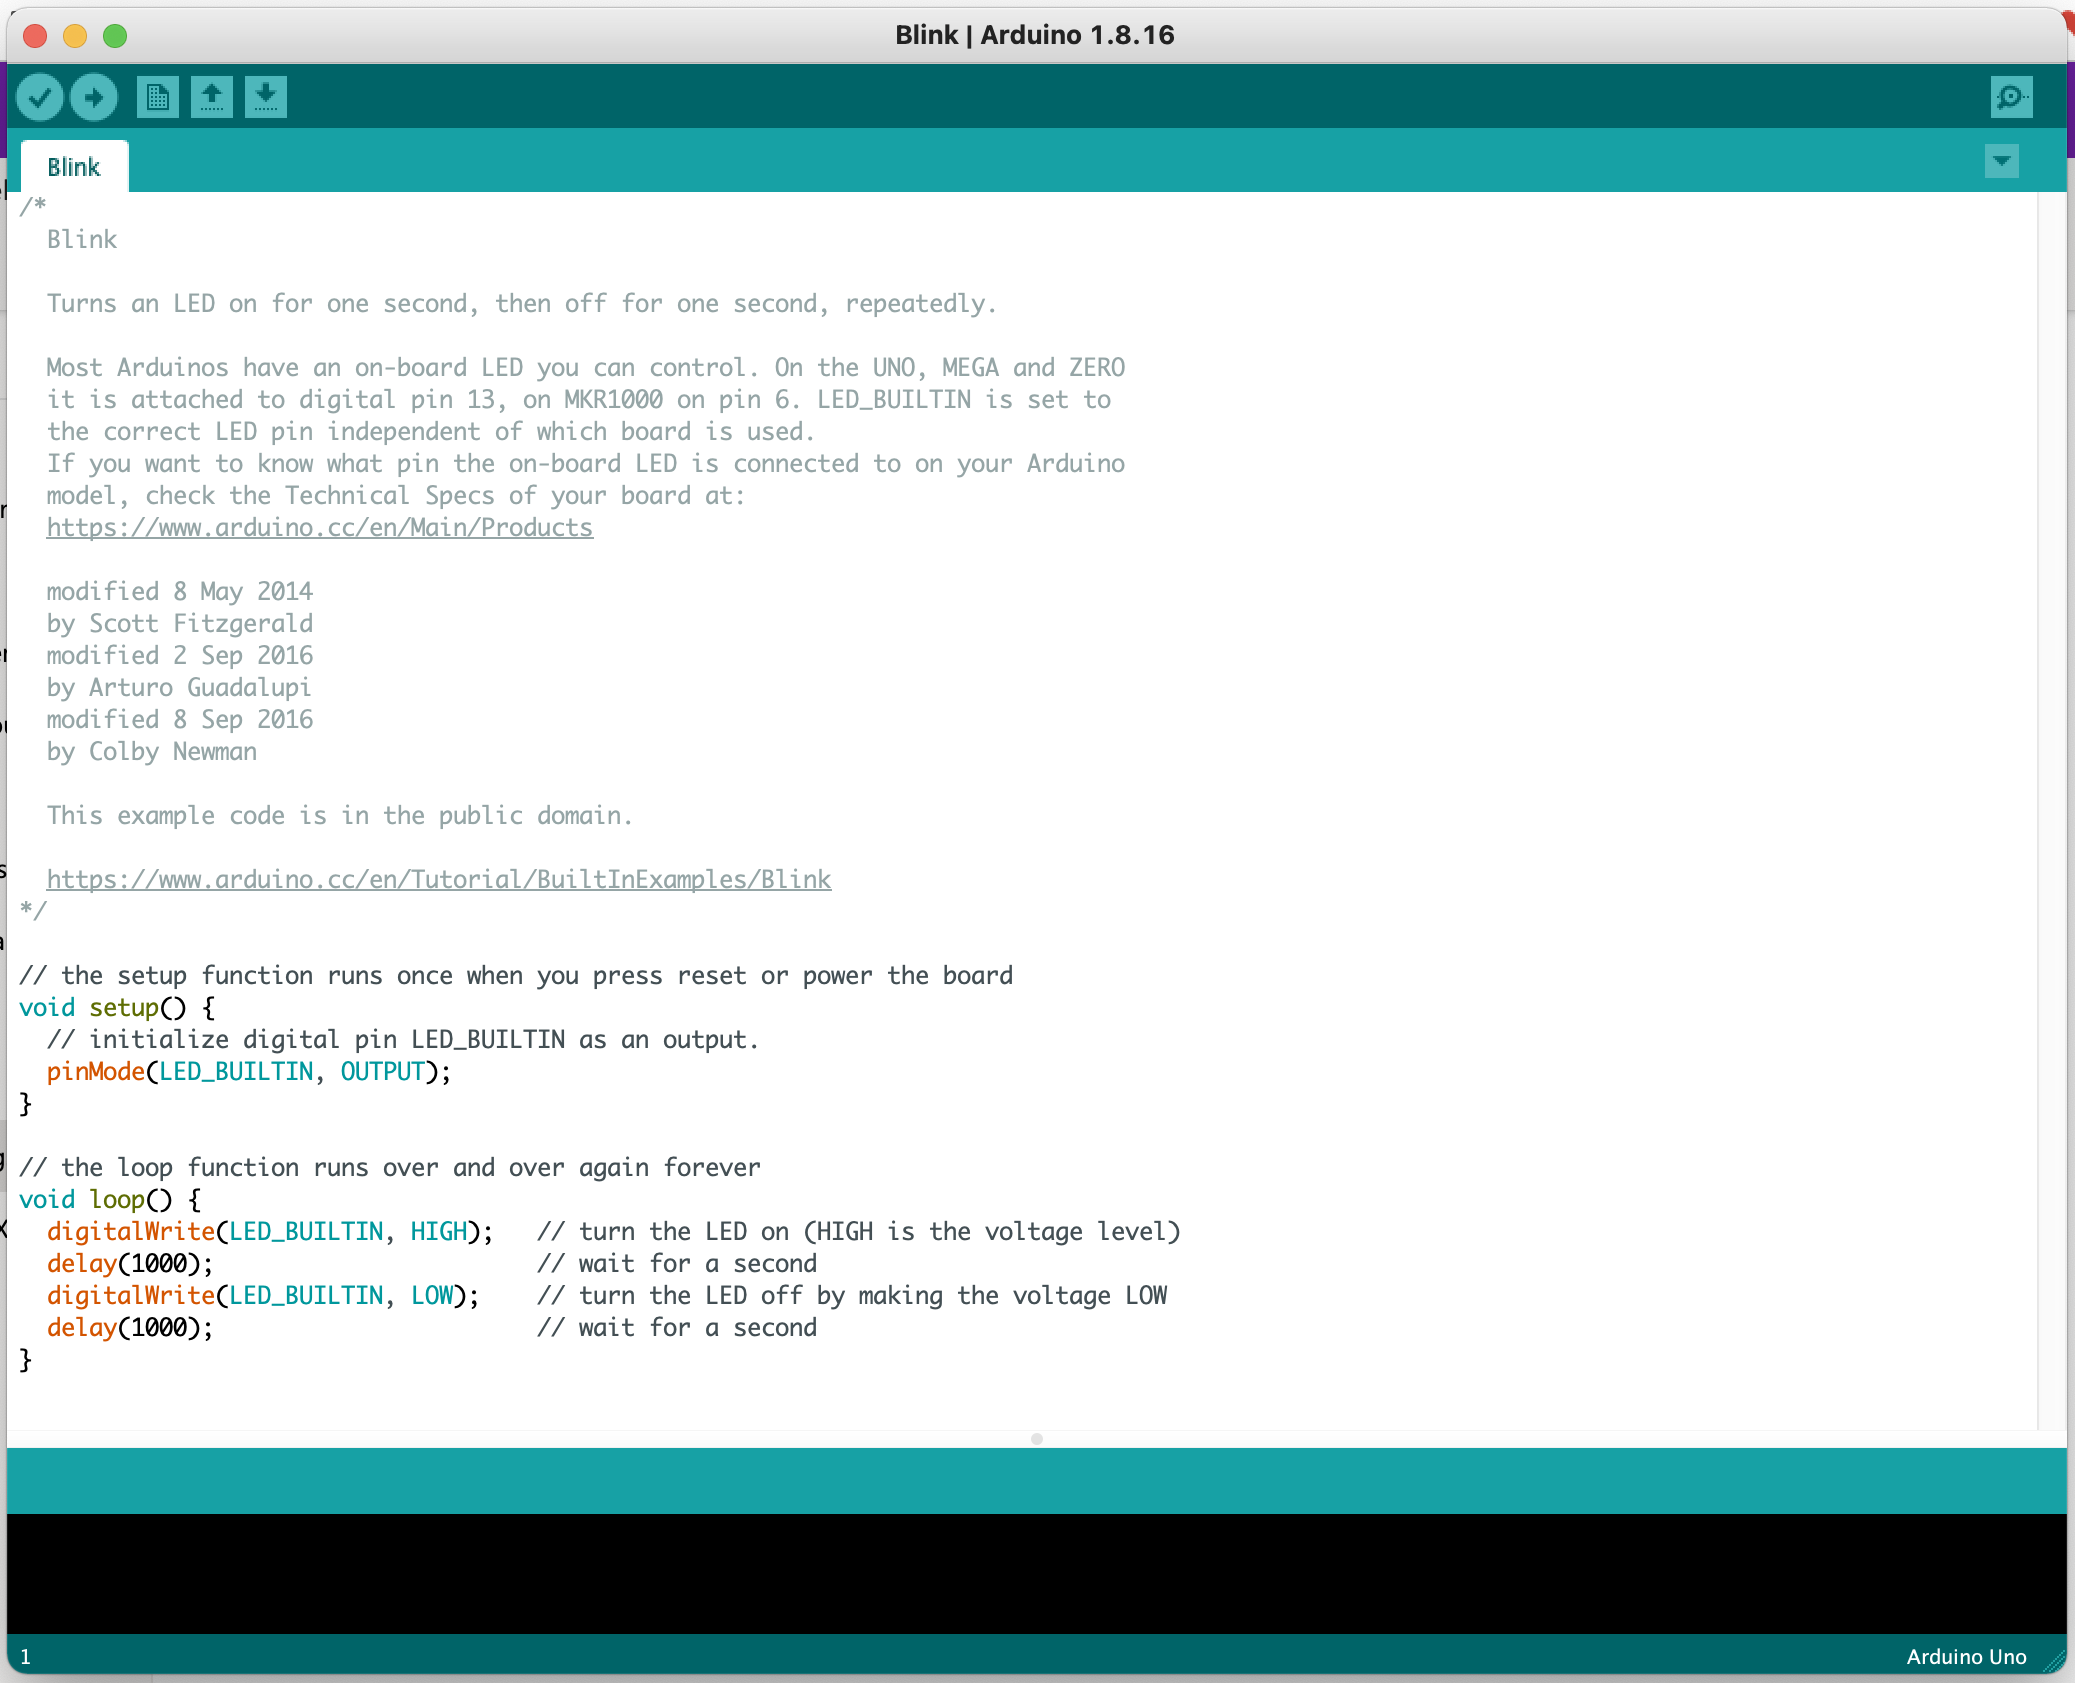 Blink | Arduino 1.8.16
Blink
/*
  Blink

  Turns an LED on for one second, then off for one second, repeatedly.

  Most Arduinos have an on-board LED you can control. On the UNO, MEGA and ZERO
  it is attached to digital pin 13, on MKR1000 on pin 6. LED_BUILTIN is set to
  the correct LED pin independent of which board is used.
  If you want to know what pin the on-board LED is connected to on your Arduino
  model, check the Technical Specs of your board at:
  https://www.arduino.cc/en/Main/Products

  modified 8 May 2014
  by Scott Fitzgerald
  modified 2 Sep 2016
  by Arturo Guadalupi
  modified 8 Sep 2016
  by Colby Newman

  This example code is in the public domain.

  https://www.arduino.cc/en/Tutorial/BuiltInExamples/Blink
*/

// the setup function runs once when you press reset or power the board
void setup() {
  // initialize digital pin LED_BUILTIN as an output.
  pinMode(LED_BUILTIN, OUTPUT);
}

// the loop function runs over and over again forever
void loop() {
  digitalWrite(LED_BUILTIN, HIGH);   // turn the LED on (HIGH is the voltage level)
  delay(1000);                       // wait for a second
  digitalWrite(LED_BUILTIN, LOW);    // turn the LED off by making the voltage LOW
  delay(1000);                       // wait for a second
}
1
Arduino Uno